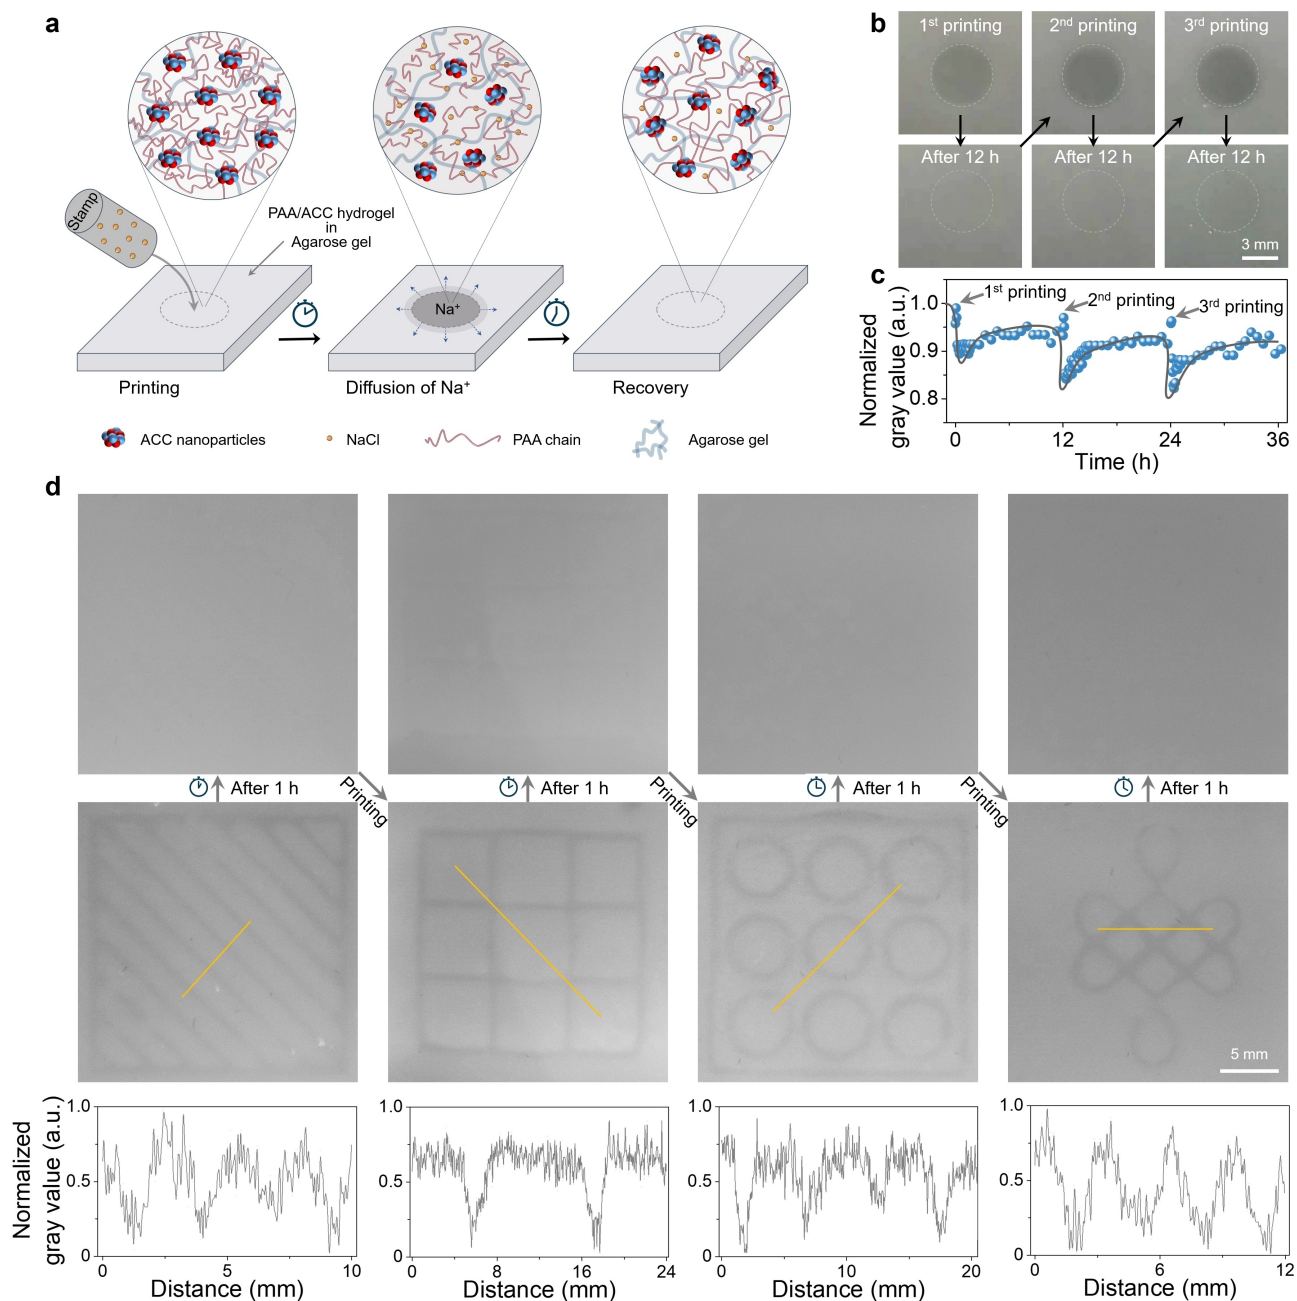 a
Stamp
PAA/ACC hydrogel
in
Agarose gel
Na⁺
Printing
Diffusion of Na⁺
Recovery
ACC nanoparticles
NaCl
PAA chain
Agarose gel
b
1st printing
2nd printing
3rd printing
After 12 h
After 12 h
After 12 h
3 mm
c
Normalized
gray value (a.u.)
1.0
0.9
0.8
1st printing
2nd printing
3rd printing
0 12 24 36
Time (h)
d
After 1 h
Printing
After 1 h
Printing
After 1 h
Printing
After 1 h
5 mm
Normalized
gray value (a.u.)
1.0
0.5
0
0 5 10
Distance (mm)
1.0
0.5
0
0 6 12 18 24
Distance (mm)
1.0
0.5
0
0 10 20
Distance (mm)
1.0
0.5
0
0 6 12
Distance (mm)